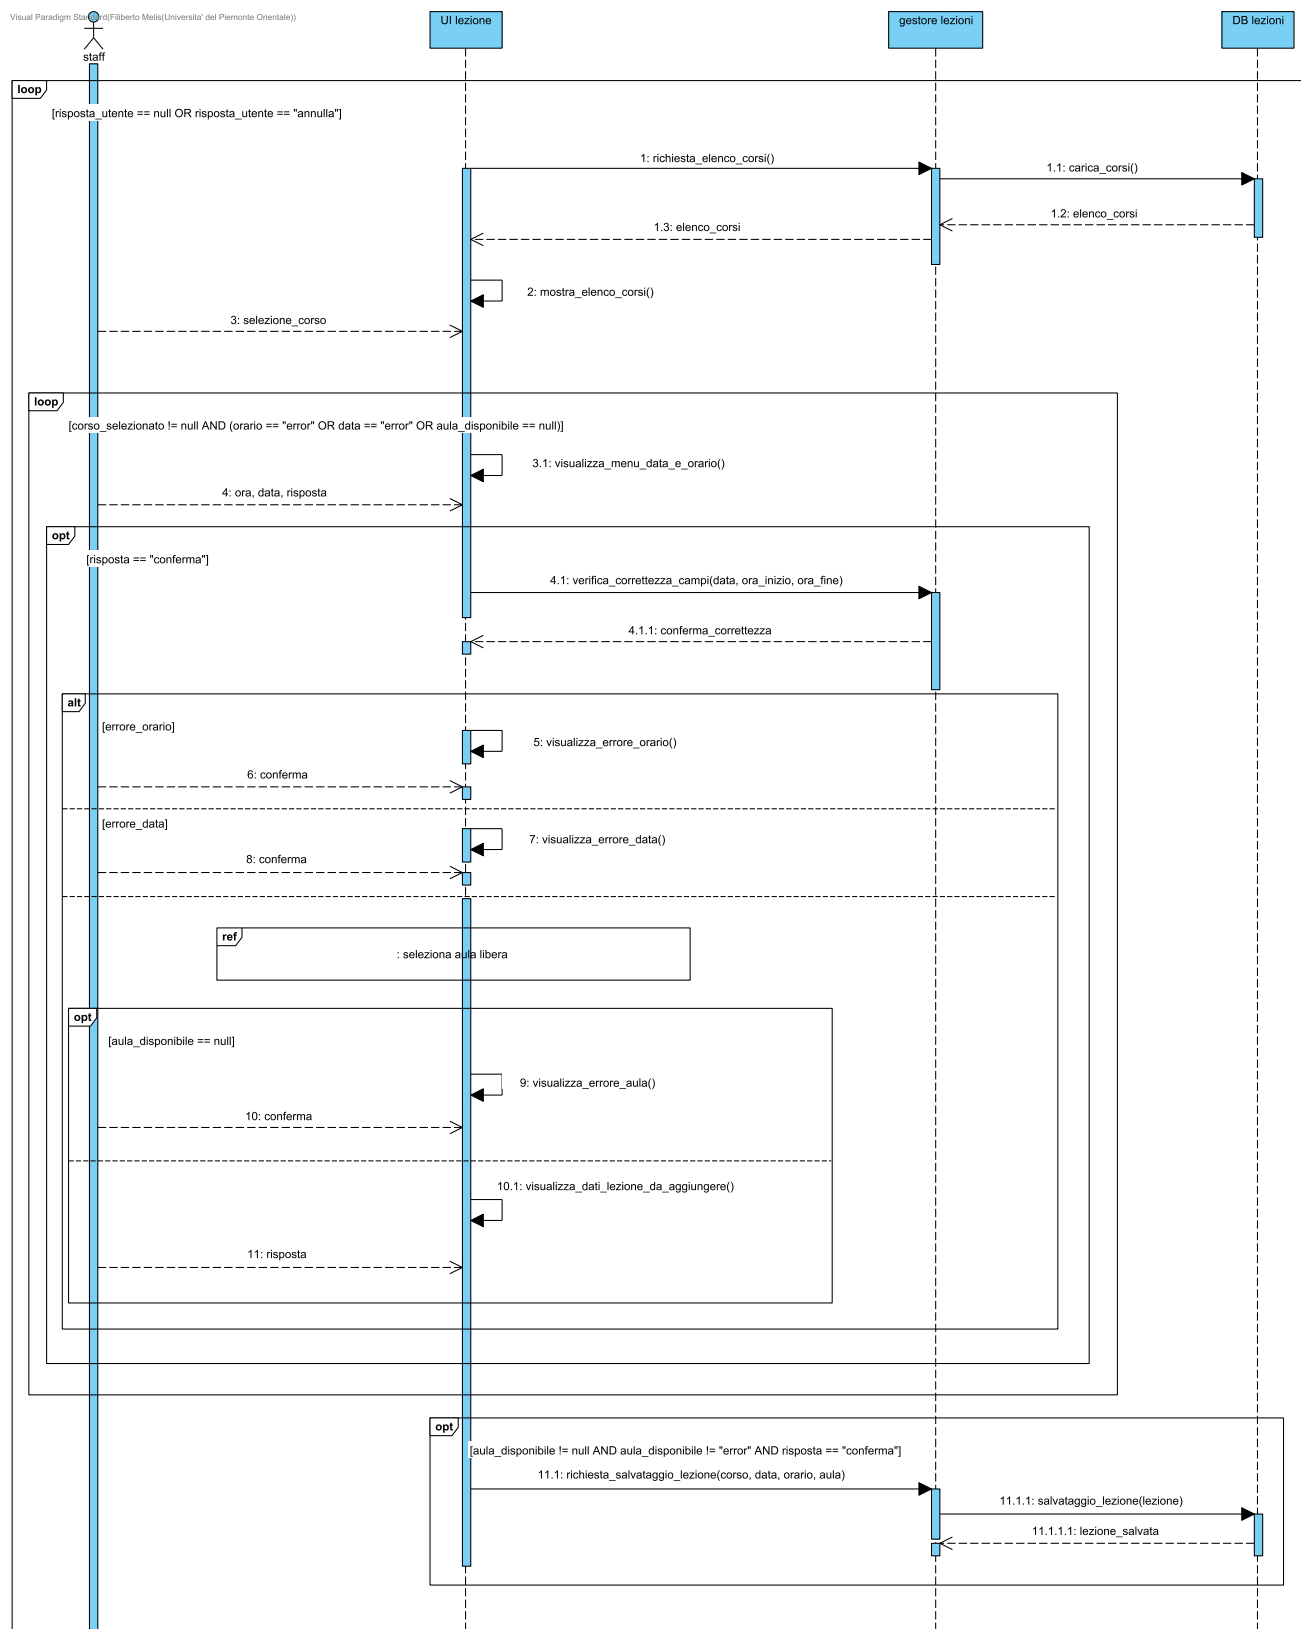 Visual Paradigm Standard(Filiberto Melis(Universita' del Piemonte Orientale))
staff
UI lezione
gestore lezioni
DB lezioni
loop
[risposta_utente == null OR risposta_utente == "annulla"]
1: richiesta_elenco_corsi()
1.1: carica_corsi()
1.2: elenco_corsi
1.3: elenco_corsi
2: mostra_elenco_corsi()
3: selezione_corso
loop
[corso_selezionato != null AND (orario == "error" OR data == "error" OR aula_disponibile == null)]
3.1: visualizza_menu_data_e_orario()
4: ora, data, risposta
opt
[risposta == "conferma"]
4.1: verifica_correttezza_campi(data, ora_inizio, ora_fine)
4.1.1: conferma_correttezza
alt
[errore_orario]
5: visualizza_errore_orario()
6: conferma
[errore_data]
7: visualizza_errore_data()
8: conferma
ref
: seleziona aula libera
opt
[aula_disponibile == null]
9: visualizza_errore_aula()
10: conferma
10.1: visualizza_dati_lezione_da_aggiungere()
11: risposta
opt
[aula_disponibile != null AND aula_disponibile != "error" AND risposta == "conferma"]
11.1: richiesta_salvataggio_lezione(corso, data, orario, aula)
11.1.1: salvataggio_lezione(lezione)
11.1.1.1: lezione_salvata